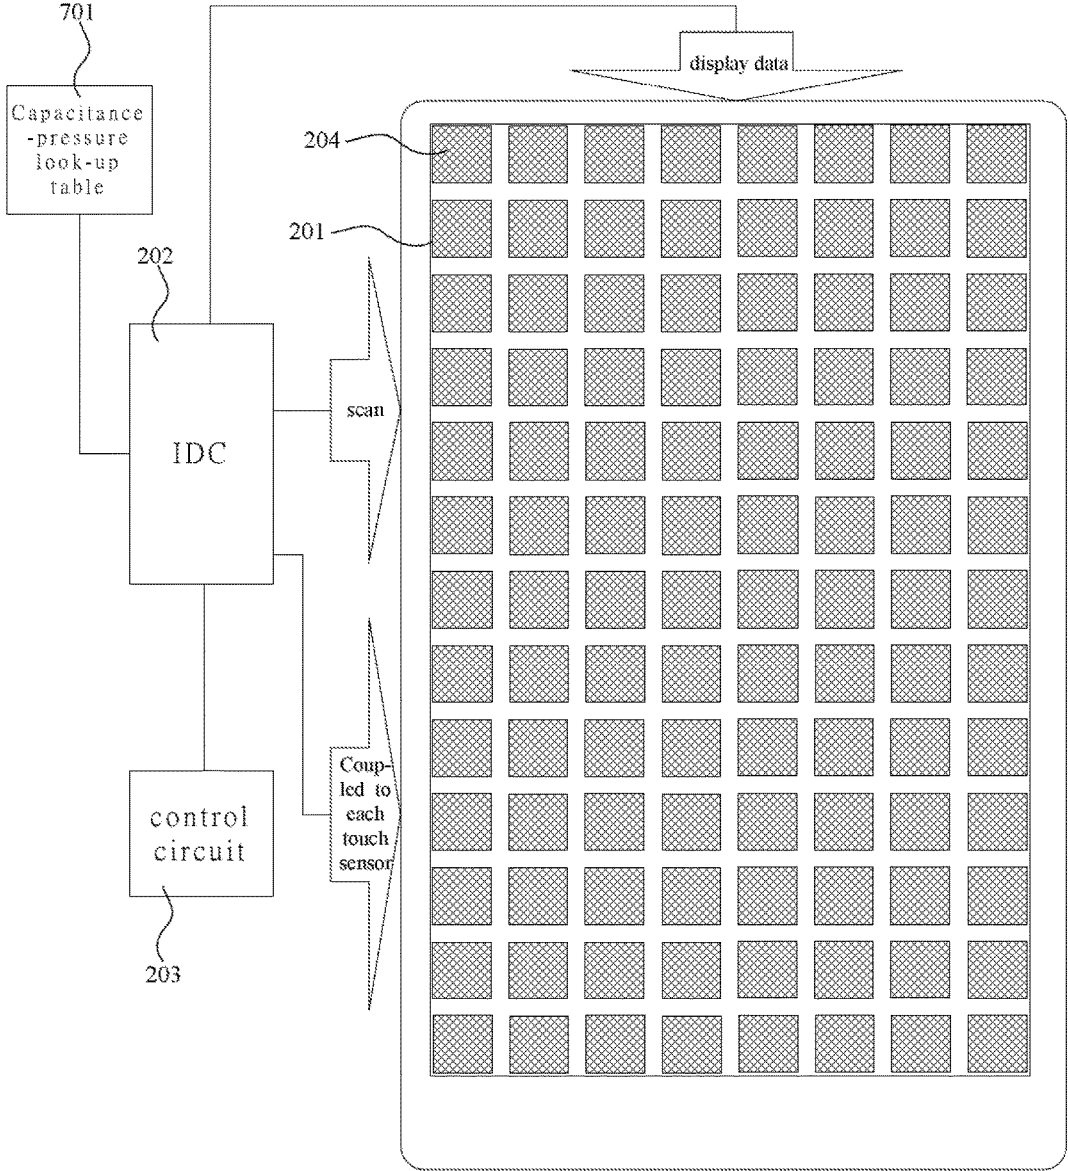 701
display data
Capacitance
-pressure
look-up
table
204
201
202
scan
IDC
Coup-
led to
each
touch
sensor
control
circuit
203